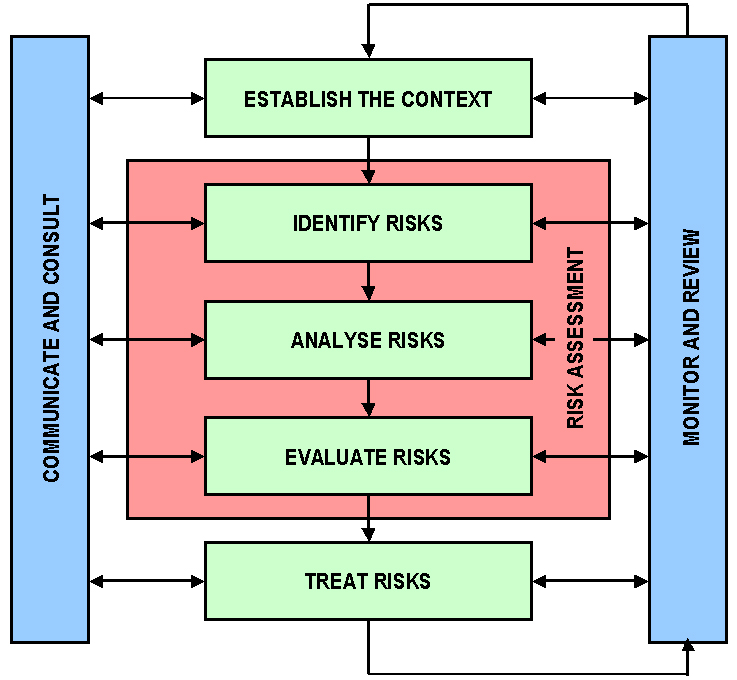 ESTABLISH THE CONTEXT
COMMUNICATE AND CONSULT
IDENTIFY RISKS
ANALYSE RISKS
EVALUATE RISKS
RISK ASSESSMENT
MONITOR AND REVIEW
TREAT RISKS